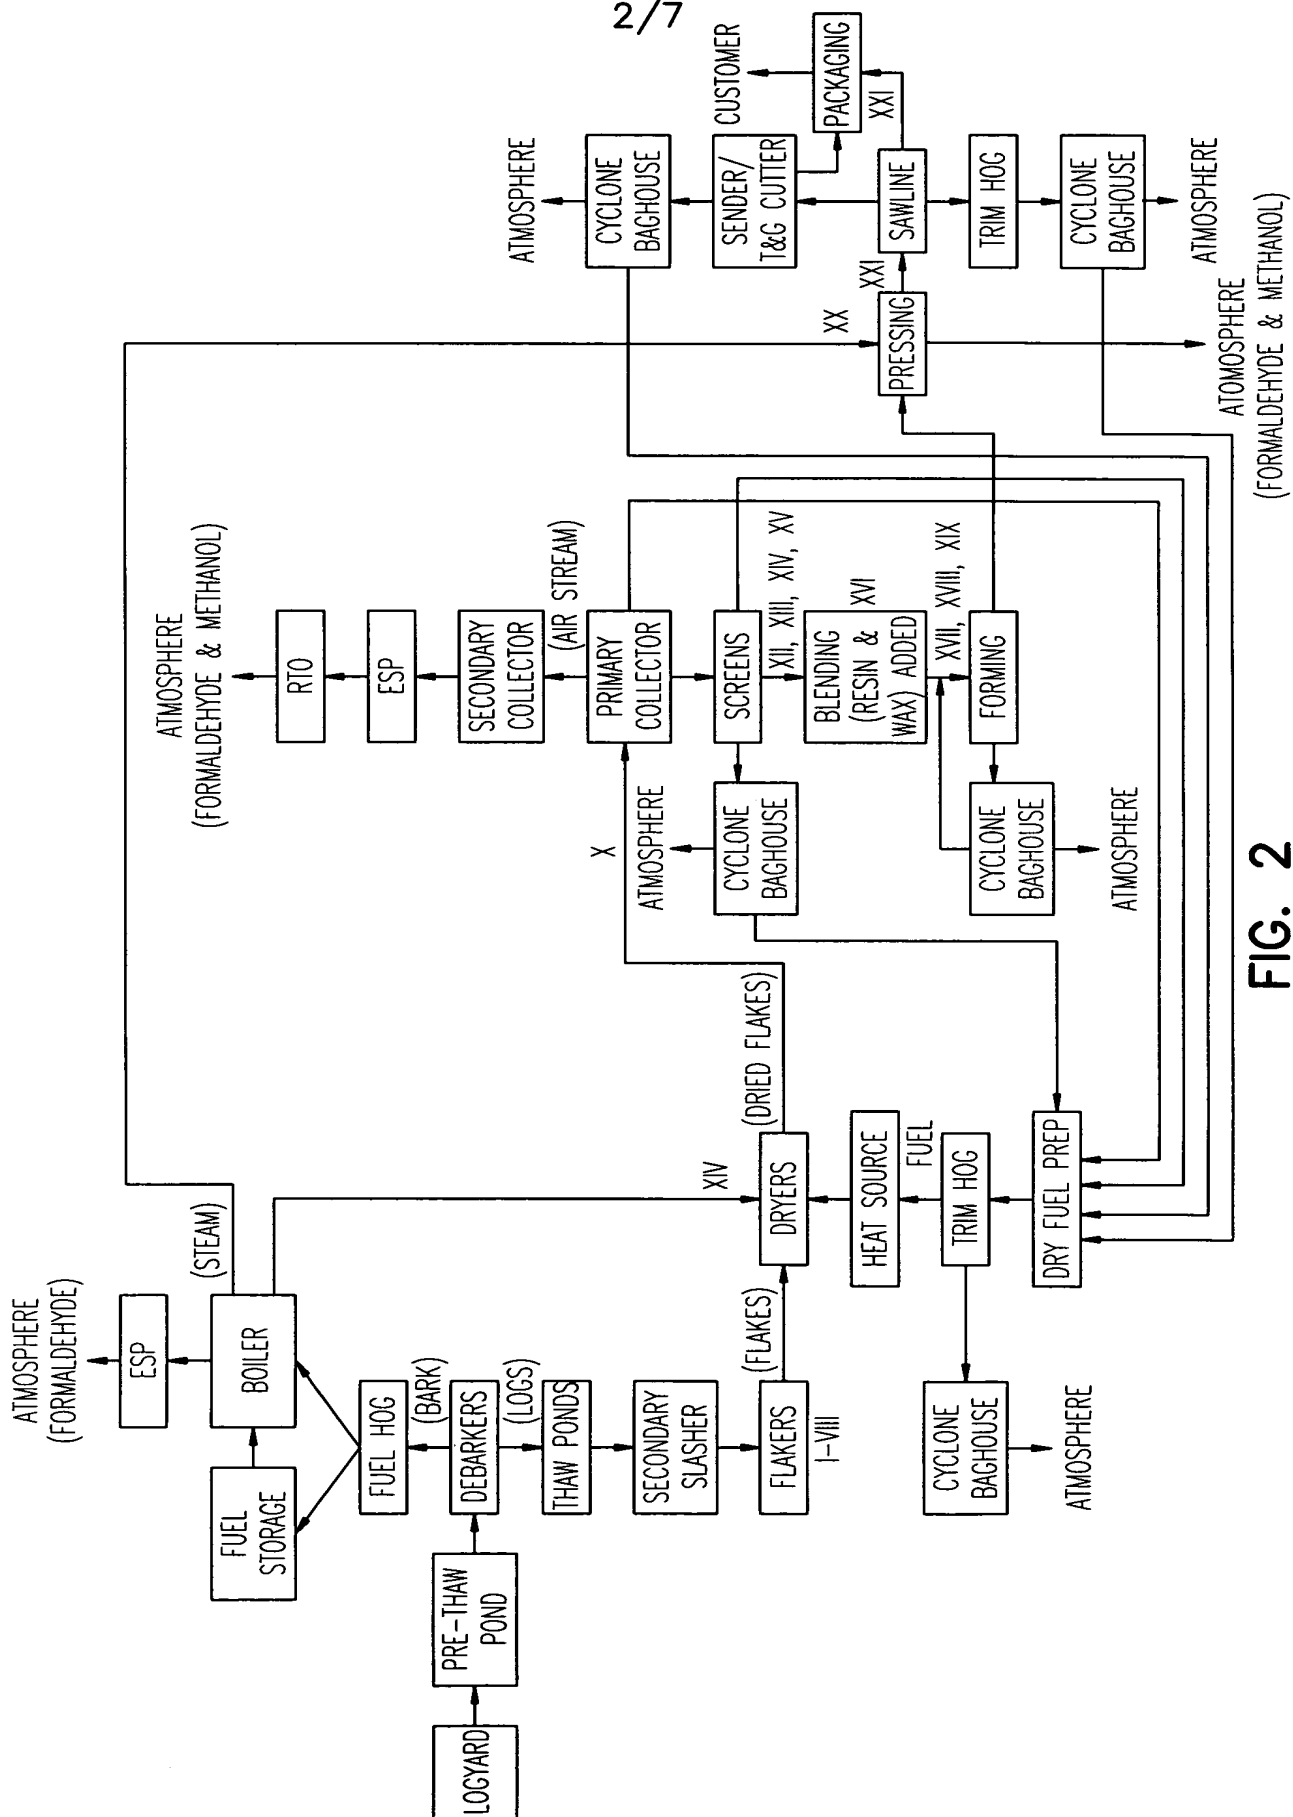 2/7
LOGYARD
PRE-THAW
POND
FUEL
STORAGE
ATMOSPHERE
(FORMALDEHYDE)
ESP
BOILER
(STEAM)
FUEL HOG
(BARK)
DEBARKERS
(LOGS)
THAW PONDS
SECONDARY
SLASHER
FLAKERS
I-VIII
(FLAKES)
CYCLONE
BAGHOUSE
ATMOSPHERE
XIV
DRYERS
(DRIED FLAKES)
HEAT SOURCE
FUEL
TRIM HOG
DRY FUEL PREP
X
ATMOSPHERE
CYCLONE
BAGHOUSE
CYCLONE
BAGHOUSE
ATMOSPHERE
ATMOSPHERE
(FORMALDEHYDE & METHANOL)
RTO
ESP
SECONDARY
COLLECTOR
(AIR STREAM)
PRIMARY
COLLECTOR
SCREENS
XII, XIII, XIV, XV
BLENDING
(RESIN &
WAX) ADDED
XVI
XVII, XVIII, XIX
FORMING
XX
PRESSING
XXI
ATOMOSPHERE
(FORMALDEHYDE & METHANOL)
ATMOSPHERE
CYCLONE
BAGHOUSE
SENDER/
T&G CUTTER
SAWLINE
TRIM HOG
CYCLONE
BAGHOUSE
ATMOSPHERE
CUSTOMER
PACKAGING
XXI
FIG. 2